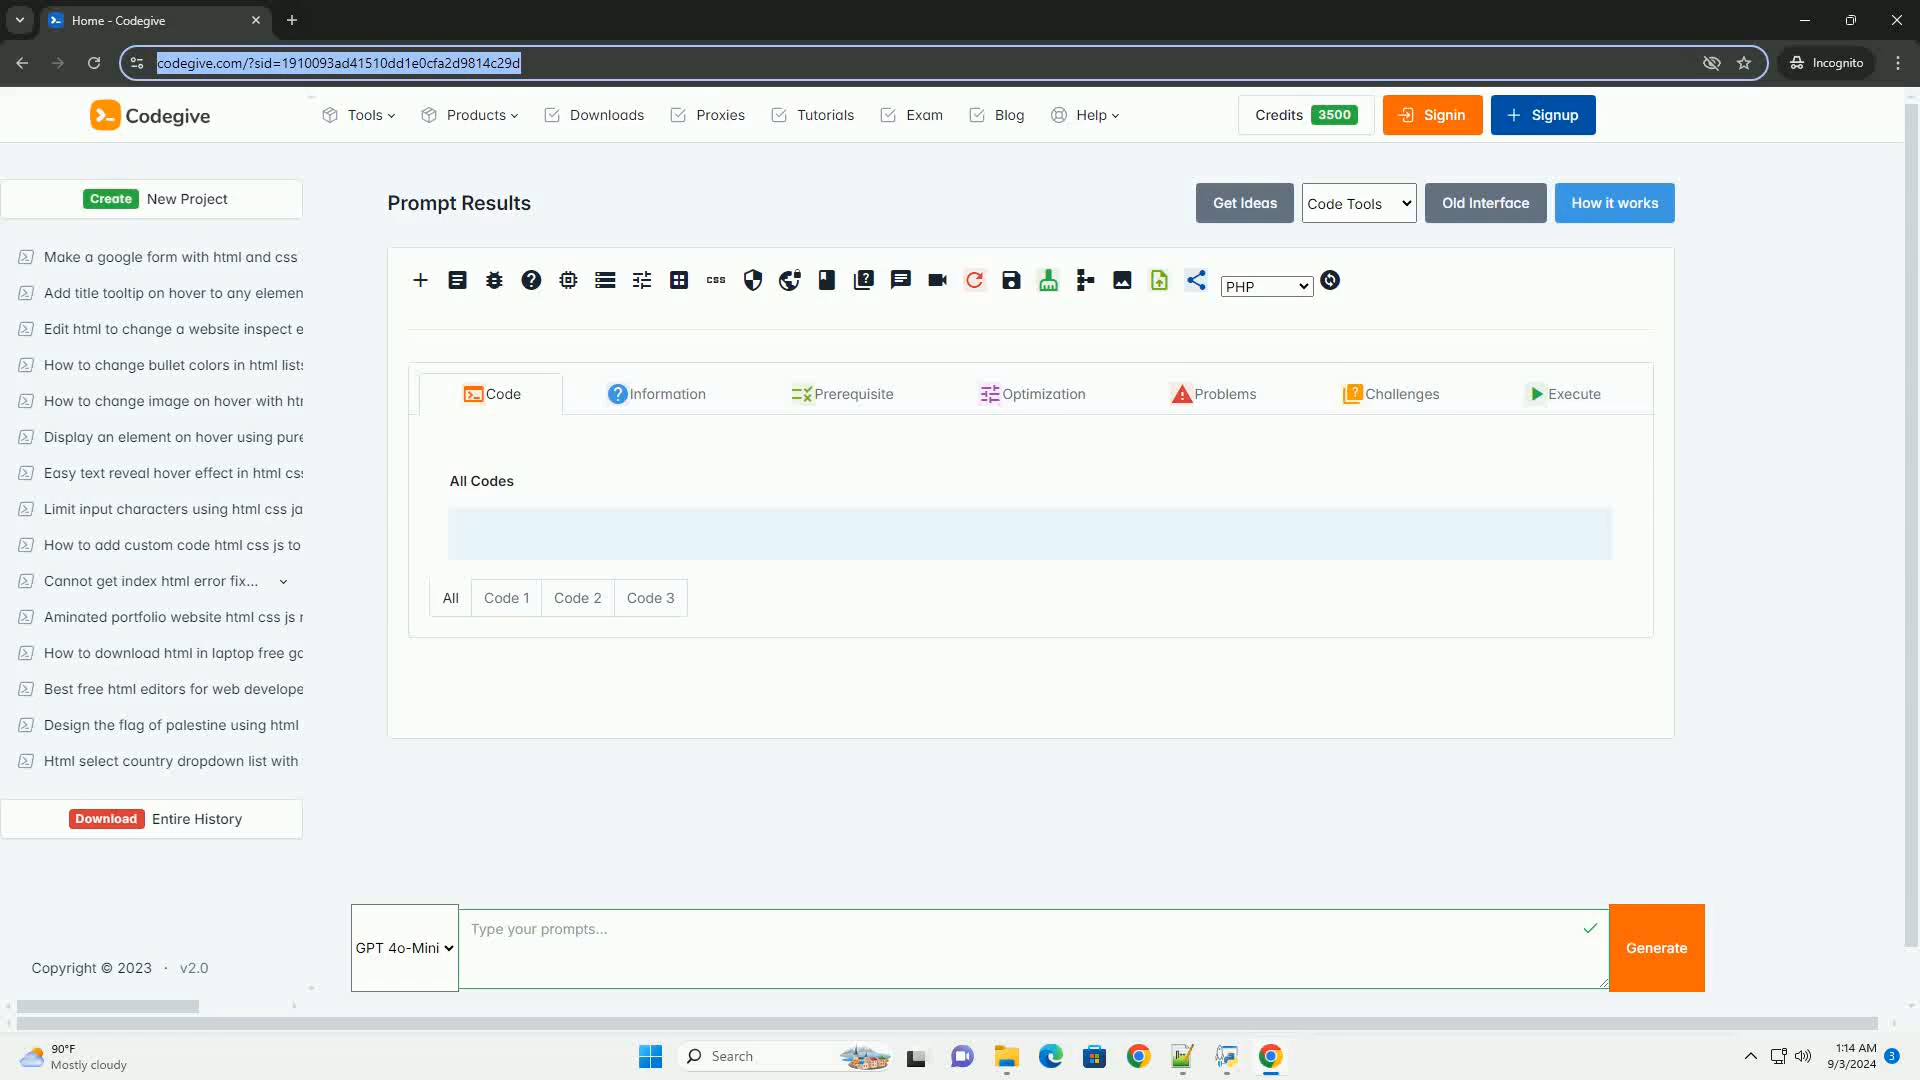 Home - Codegive
codegive.com/?sid=1910093ad41510dd1e0cfa2d9814c29d
Incognito
Codegive
Tools
Products
Downloads
Proxies
Tutorials
Exam
Blog
Help
Credits 3500
Signin
Signup
Create New Project
Prompt Results
Get Ideas
Code Tools
Old Interface
How it works
Make a google form with html and css
Add title tooltip on hover to any elemen
Edit html to change a website inspect e
How to change bullet colors in html lists
How to change image on hover with htr
Display an element on hover using pure
Easy text reveal hover effect in html css
Limit input characters using html css ja
How to add custom code html css js to
Cannot get index html error fix...
Aminated portfolio website html css js r
How to download html in laptop free go
Best free html editors for web develope
Design the flag of palestine using html
Html select country dropdown list with
Download Entire History
css
PHP
Code
Information
Prerequisite
Optimization
Problems
Challenges
Execute
All Codes
All
Code 1
Code 2
Code 3
GPT 4o-Mini
Type your prompts...
Generate
Copyright © 2023 · v2.0
90°F
Mostly cloudy
Search
1:14 AM
9/3/2024
3